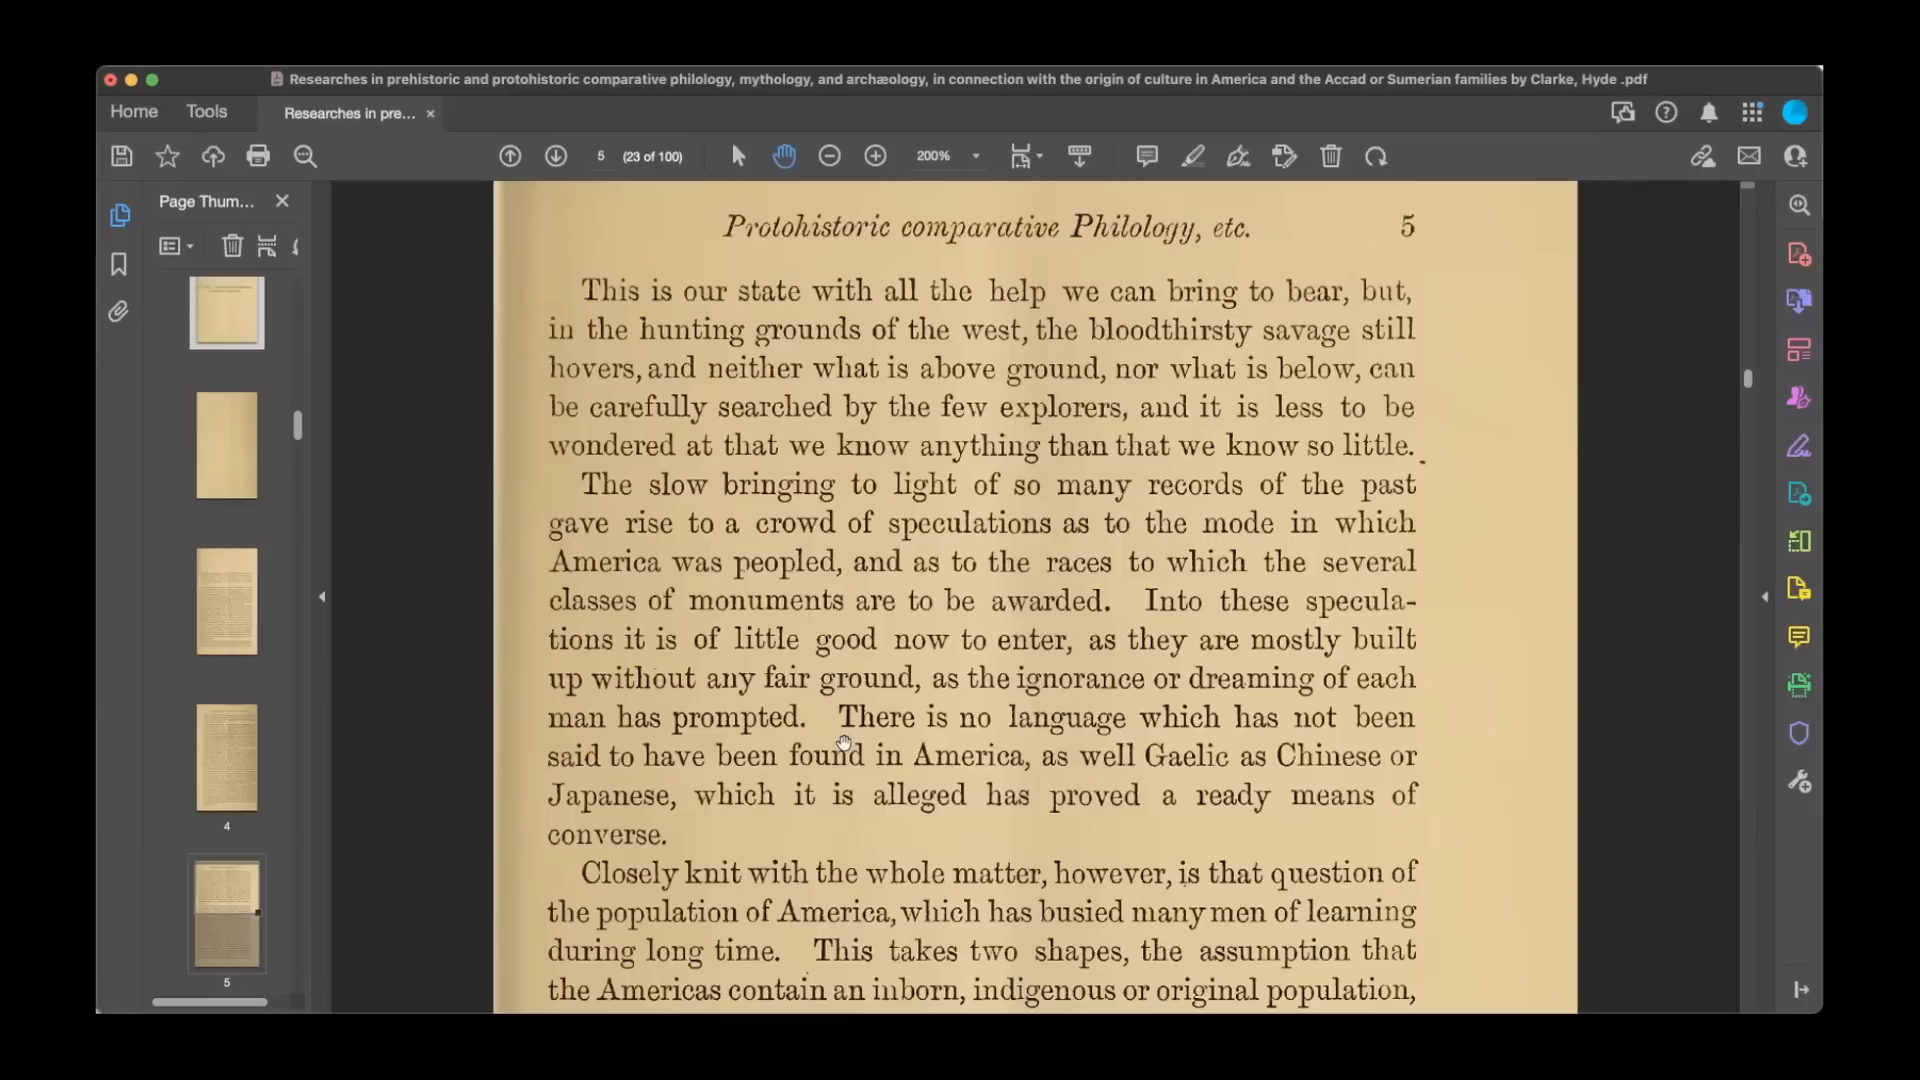 Researches in prehistoric and protohistoric comparative philology, mythology, and archæology, in connection with the origin of culture in America and the Accad or Sumerian families by Clarke, Hyde .pdf
Home Tools Researches in pre... ×
5 (23 of 100) 200%
Page Thum...
4
5
Protohistoric comparative Philology, etc. 5
This is our state with all the help we can bring to bear, but,
in the hunting grounds of the west, the bloodthirsty savage still
hovers, and neither what is above ground, nor what is below, can
be carefully searched by the few explorers, and it is less to be
wondered at that we know anything than that we know so little.
The slow bringing to light of so many records of the past
gave rise to a crowd of speculations as to the mode in which
America was peopled, and as to the races to which the several
classes of monuments are to be awarded. Into these specula-
tions it is of little good now to enter, as they are mostly built
up without any fair ground, as the ignorance or dreaming of each
man has prompted. There is no language which has not been
said to have been found in America, as well Gaelic as Chinese or
Japanese, which it is alleged has proved a ready means of
converse.
Closely knit with the whole matter, however, is that question of
the population of America, which has busied many men of learning
during long time. This takes two shapes, the assumption that
the Americas contain an inborn, indigenous or original population,